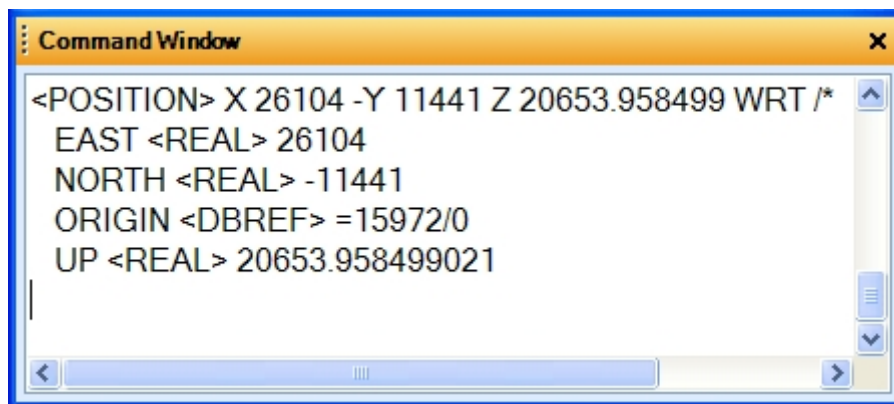 Command Window
<POSITION> X 26104 -Y 11441 Z 20653.958499 WRT /*
EAST <REAL> 26104
NORTH <REAL> -11441
ORIGIN <DBREF> =15972/0
UP <REAL> 20653.958499021